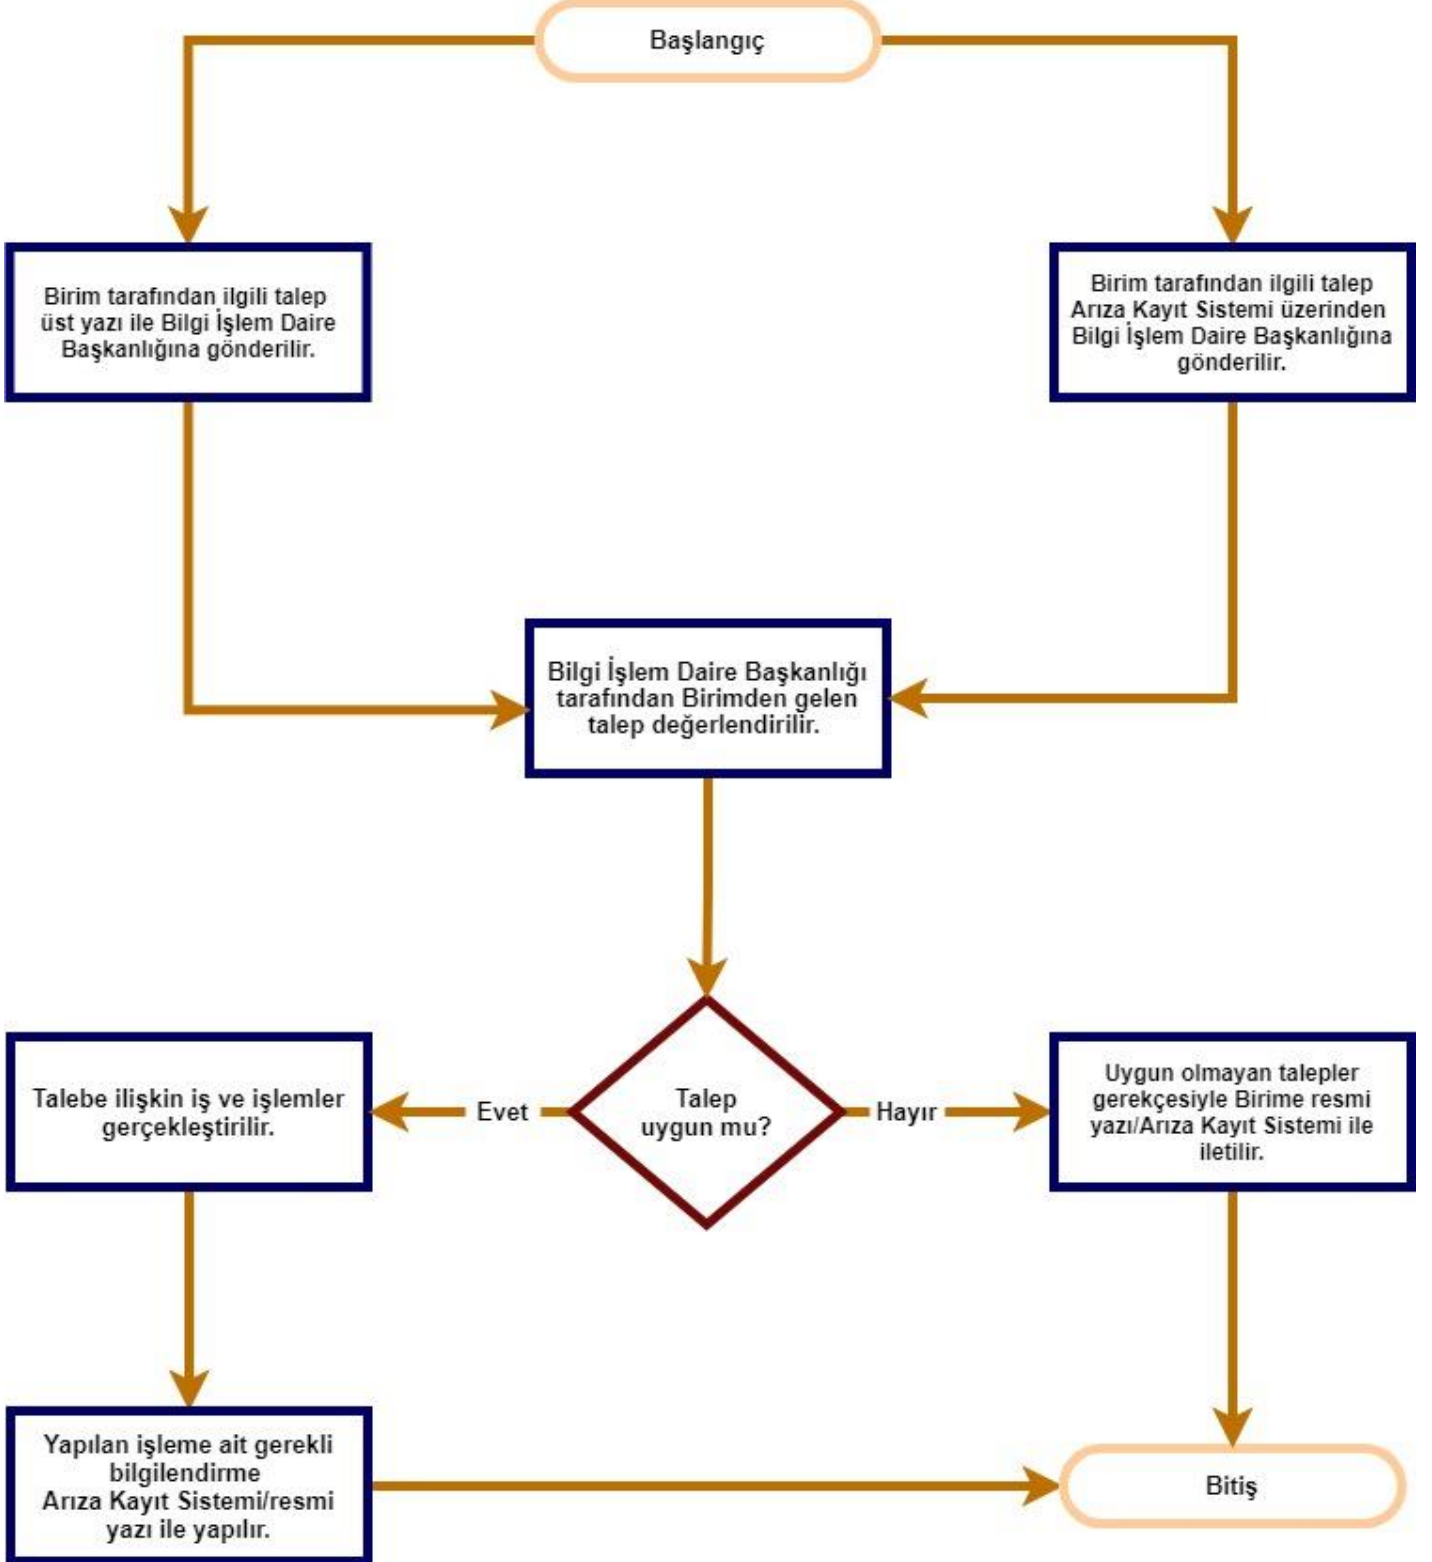 Başlangıç
Birim tarafından ilgili talep
üst yazı ile Bilgi İşlem Daire
Başkanlığına gönderilir.
Birim tarafından ilgili talep
Arıza Kayıt Sistemi üzerinden
Bilgi İşlem Daire Başkanlığına
gönderilir.
Bilgi İşlem Daire Başkanlığı
tarafından Birimden gelen
talep değerlendirilir.
Talebe ilişkin iş ve işlemler
gerçekleştirilir.
Evet
Talep
uygun mu?
Hayır
Uygun olmayan talepler
gerekçesiyle Birime resmi
yazı/Arıza Kayıt Sistemi ile
iletilir.
Yapılan işleme ait gerekli
bilgilendirme
Arıza Kayıt Sistemi/resmi
yazı ile yapılır.
Bitiş